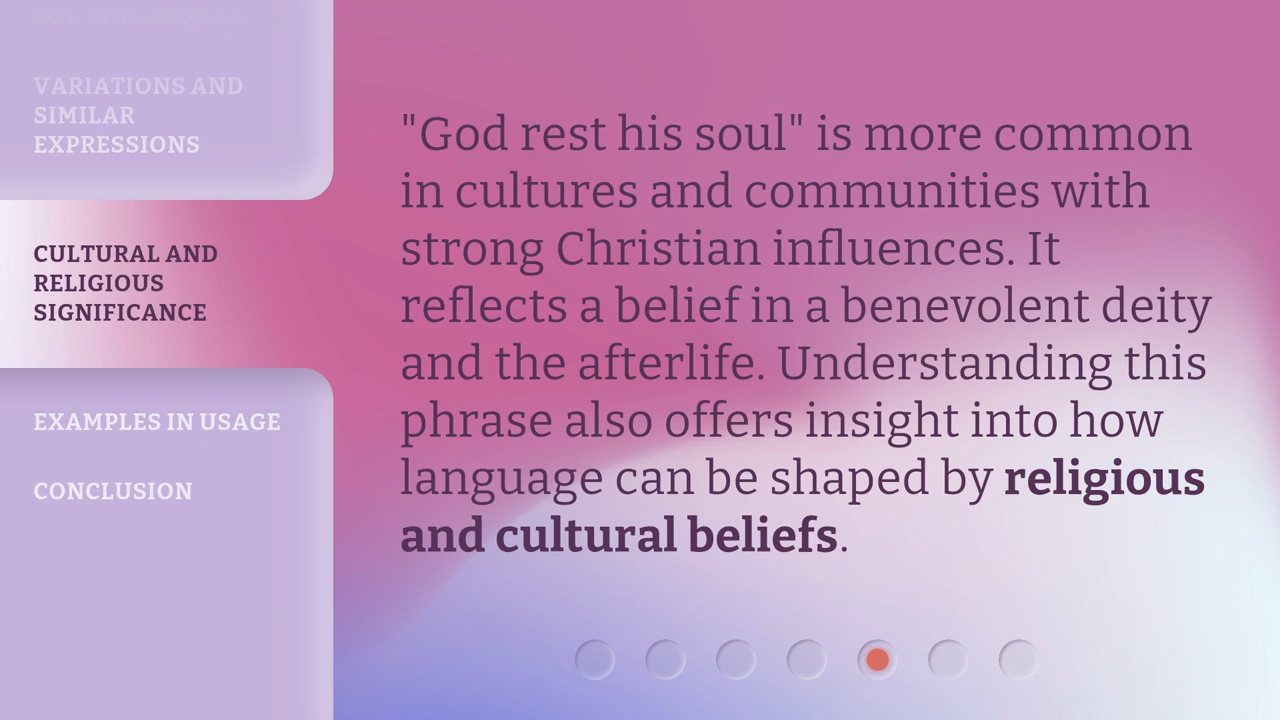 VARIATIONS AND
SIMILAR
EXPRESSIONS
CULTURAL AND
RELIGIOUS
SIGNIFICANCE
EXAMPLES IN USAGE
CONCLUSION
"God rest his soul" is more common
in cultures and communities with
strong Christian influences. It
reflects a belief in a benevolent deity
and the afterlife. Understanding this
phrase also offers insight into how
language can be shaped by religious
and cultural beliefs.